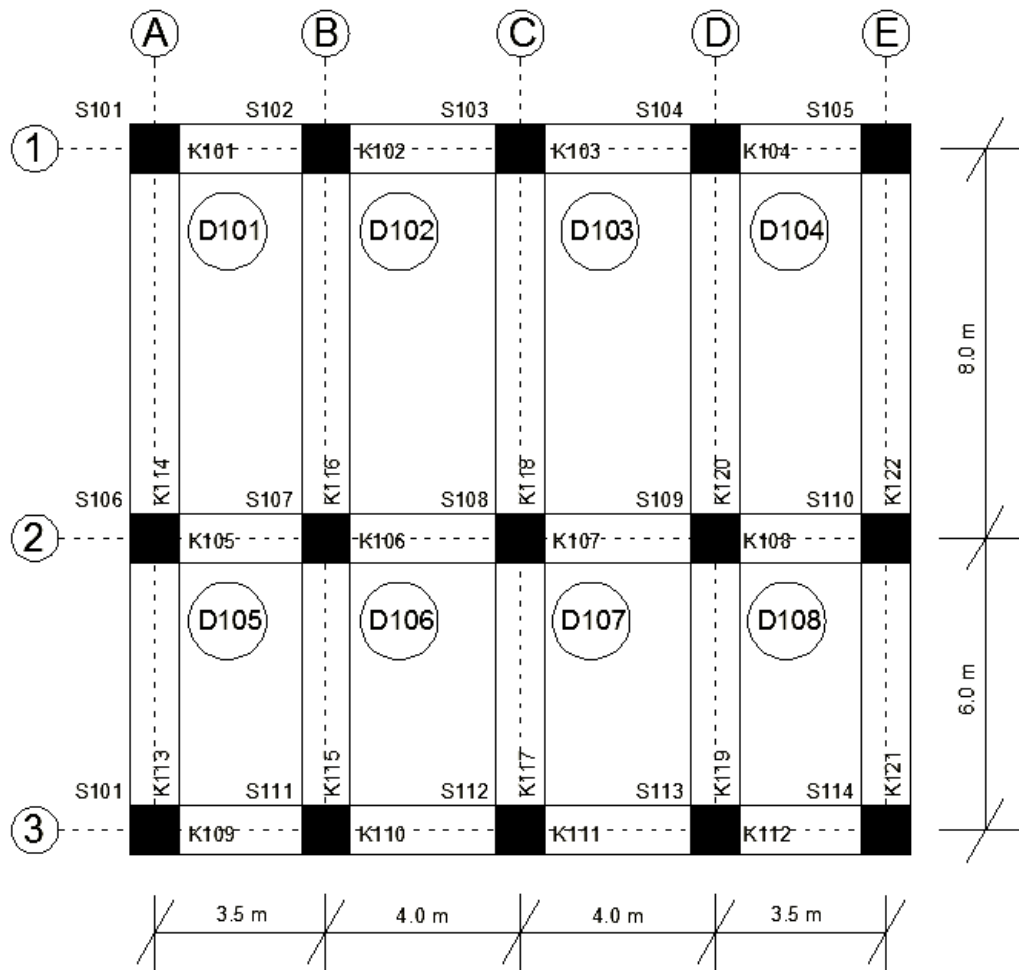 A B C D E
S101 S102 S103 S104 S105
1 K101 K102 K103 K104
D101 D102 D103 D104
8.0 m
K114 K116 K118 K120 K122
S106 S107 S108 S109 S110
2 K105 K106 K107 K108
D105 D106 D107 D108
6.0 m
K113 K115 K117 K119 K121
S101 S111 S112 S113 S114
3 K109 K110 K111 K112
3.5 m 4.0 m 4.0 m 3.5 m